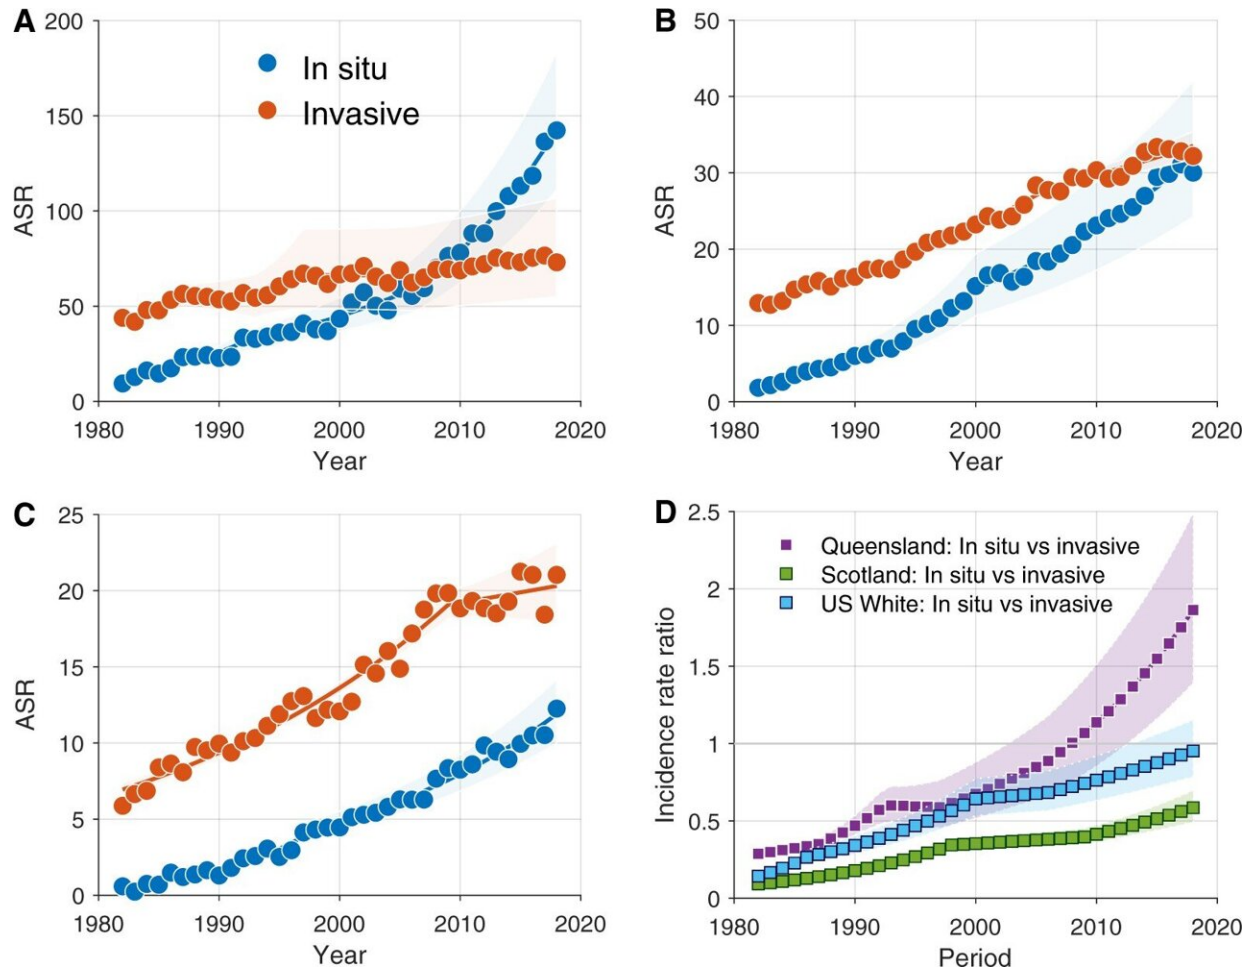 A
200
150
100
50
0
ASR
In situ
Invasive
1980
1990
2000
2010
2020
Year
B
50
40
30
20
10
0
ASR
1980
1990
2000
2010
2020
Year
C
25
20
15
10
5
0
ASR
1980
1990
2000
2010
2020
Year
D
2.5
2
1.5
1
0.5
0
Incidence rate ratio
Queensland: In situ vs invasive
Scotland: In situ vs invasive
US White: In situ vs invasive
1980
1990
2000
2010
2020
Period